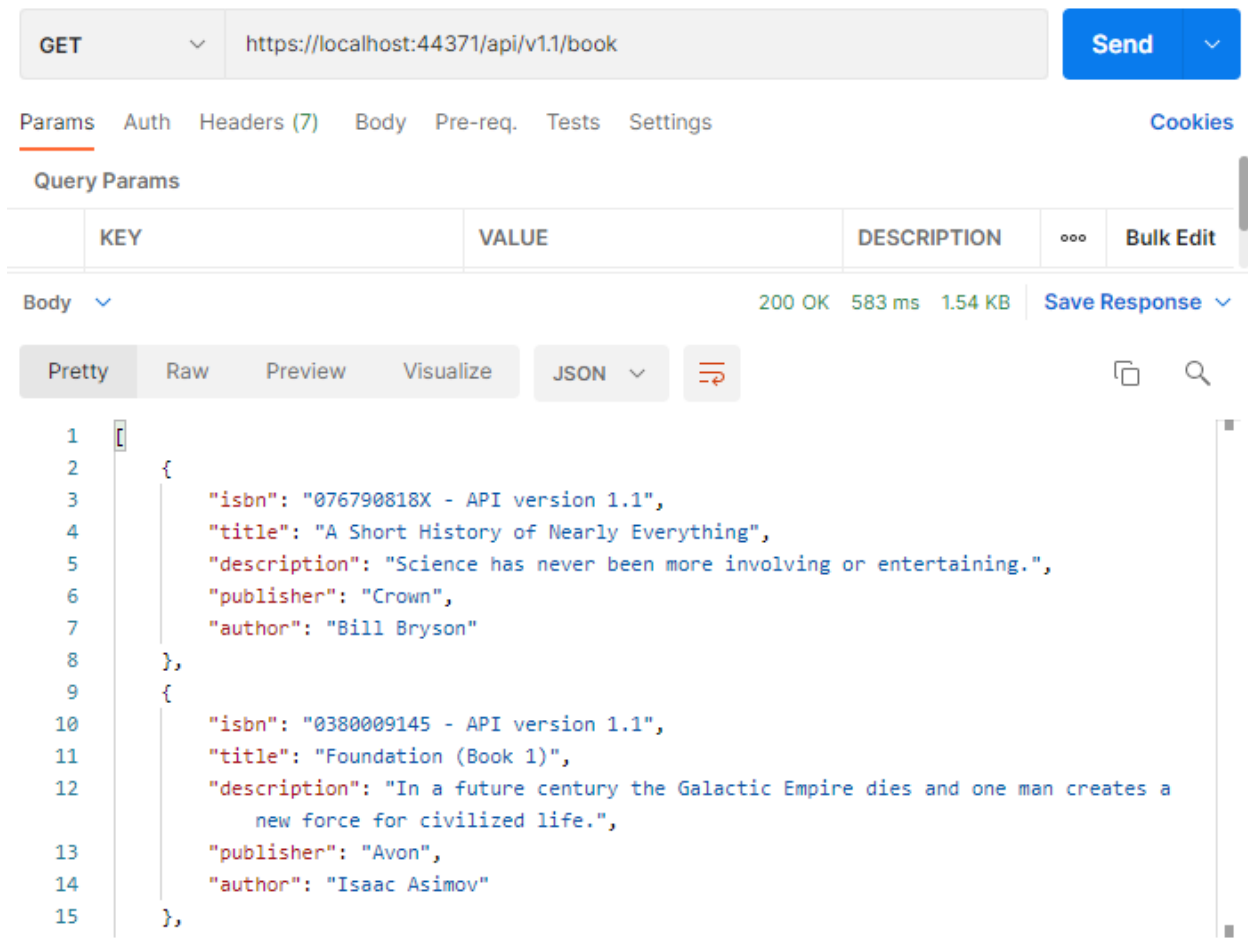 GET https://localhost:44371/api/v1.1/book Send
Params Auth Headers (7) Body Pre-req. Tests Settings Cookies
Query Params
KEY VALUE DESCRIPTION ooo Bulk Edit
Body 200 OK 583 ms 1.54 KB Save Response
Pretty Raw Preview Visualize JSON
1 [
2 {
3 "isbn": "076790818X - API version 1.1",
4 "title": "A Short History of Nearly Everything",
5 "description": "Science has never been more involving or entertaining.",
6 "publisher": "Crown",
7 "author": "Bill Bryson"
8 },
9 {
10 "isbn": "0380009145 - API version 1.1",
11 "title": "Foundation (Book 1)",
12 "description": "In a future century the Galactic Empire dies and one man creates a
new force for civilized life.",
13 "publisher": "Avon",
14 "author": "Isaac Asimov"
15 },